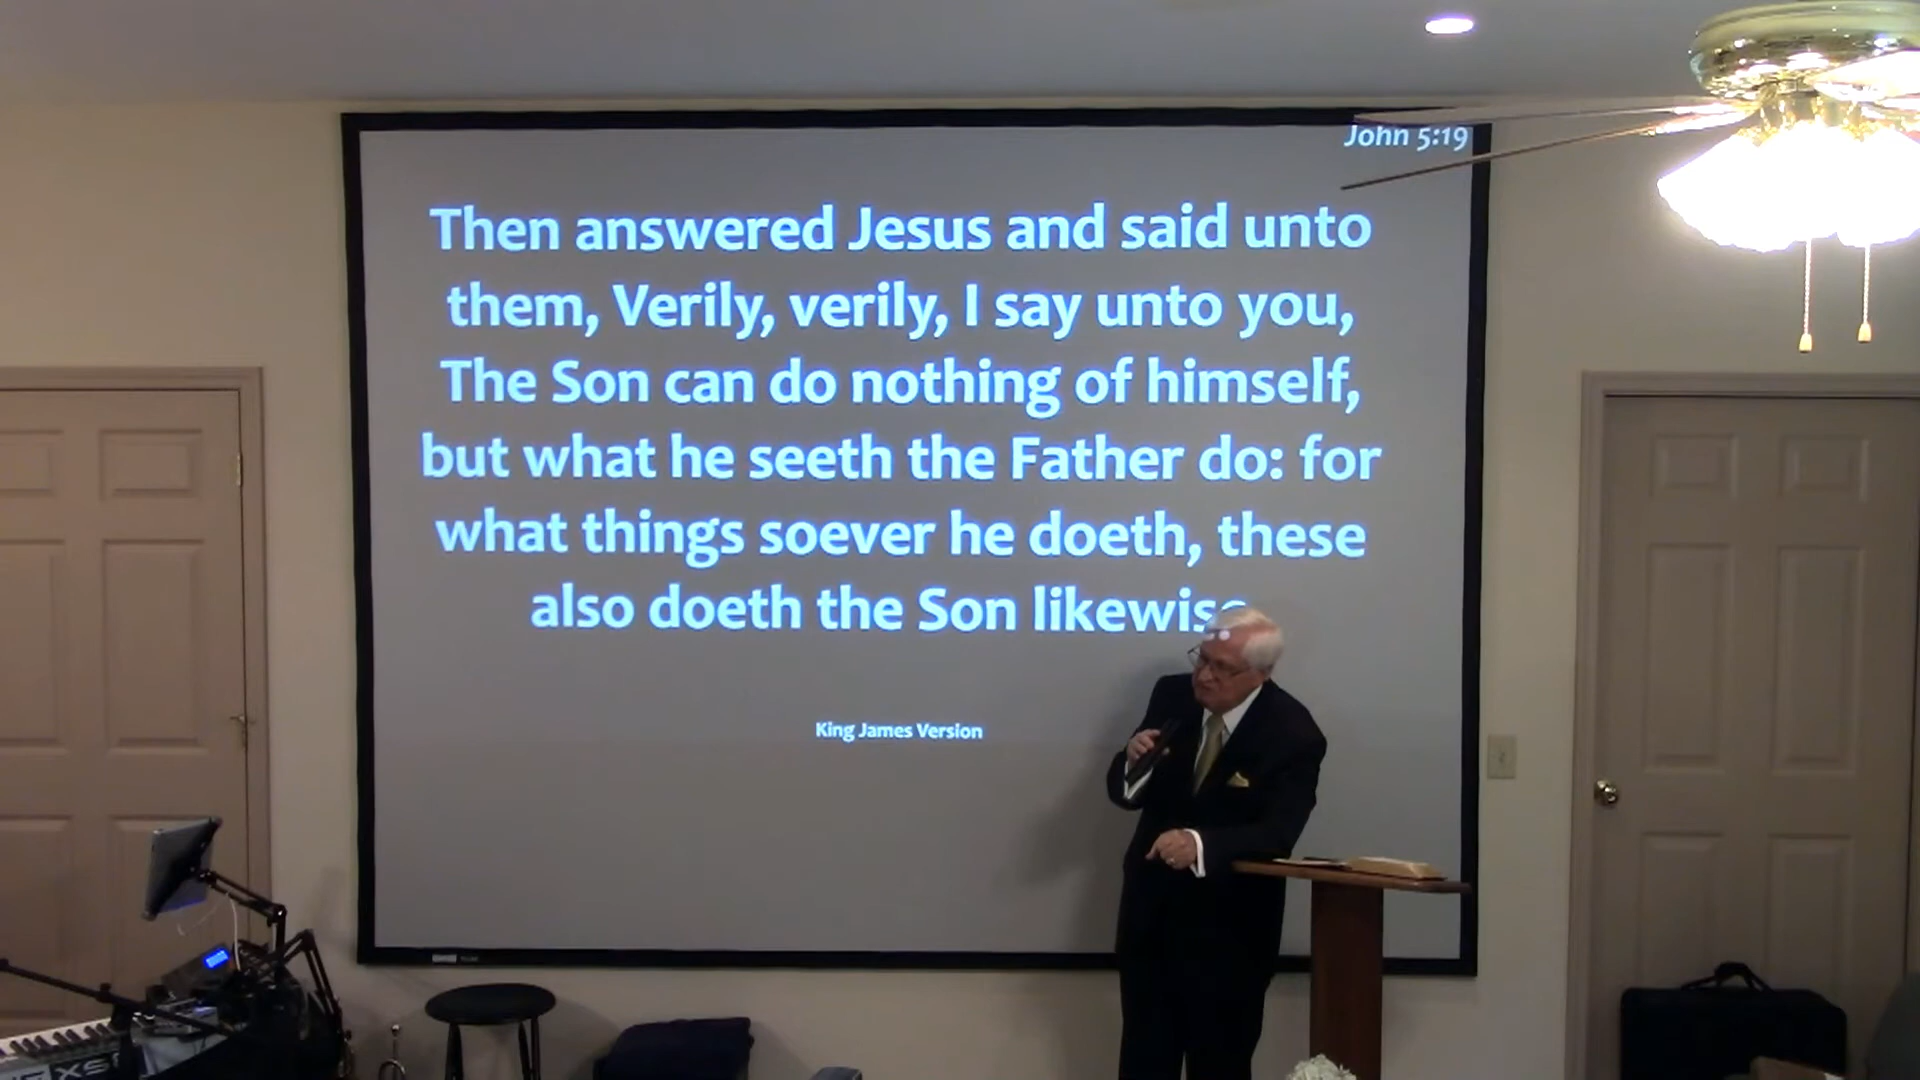 John 5:19
Then answered Jesus and said unto
them, Verily, verily, I say unto you,
The Son can do nothing of himself,
but what he seeth the Father do: for
what things soever he doeth, these
also doeth the Son likewise.
King James Version
XS